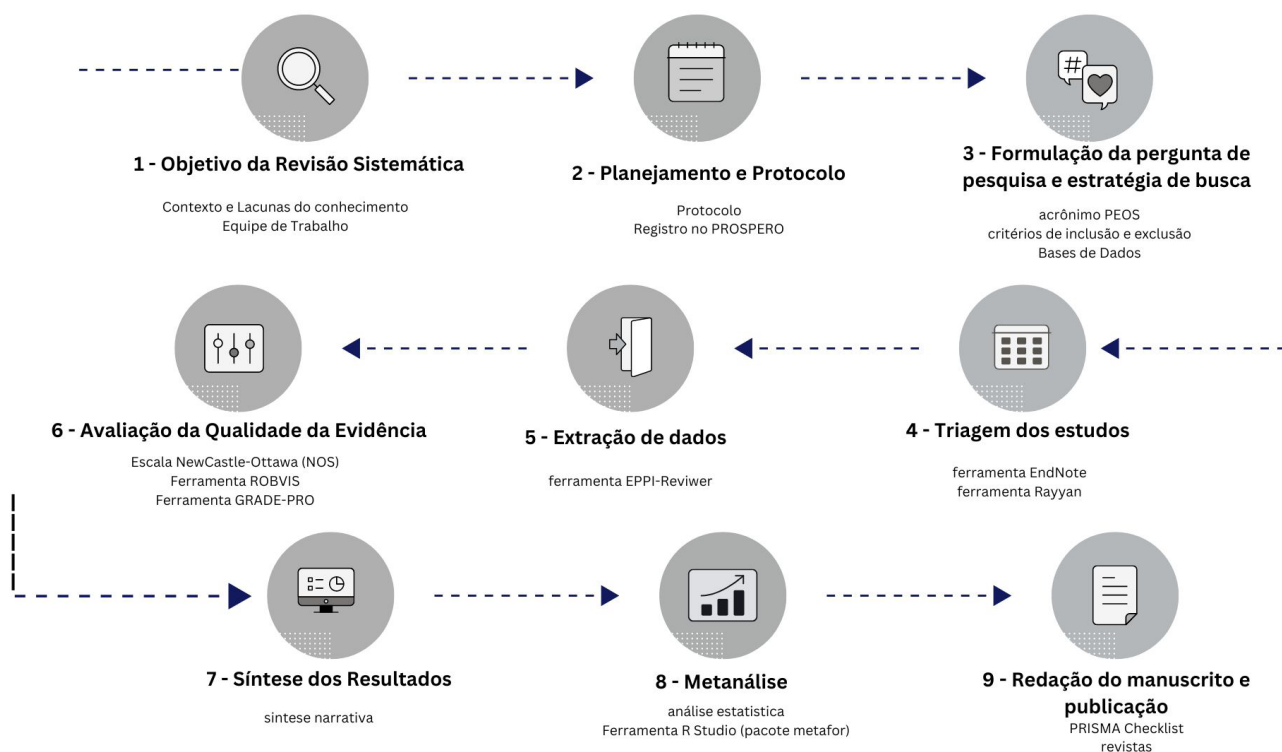 #
1 - Objetivo da Revisão Sistemática
Contexto e Lacunas do conhecimento
Equipe de Trabalho
2 - Planejamento e Protocolo
Protocolo
Registro no PROSPERO
3 - Formulação da pergunta de
pesquisa e estratégia de busca
acrônimo PEOS
critérios de inclusão e exclusão
Bases de Dados
4 - Triagem dos estudos
ferramenta EndNote
ferramenta Rayyan
5 - Extração de dados
ferramenta EPPI-Reviwer
6 - Avaliação da Qualidade da Evidência
Escala NewCastle-Ottawa (NOS)
Ferramenta ROBVIS
Ferramenta GRADE-PRO
7 - Síntese dos Resultados
sintese narrativa
8 - Metanálise
análise estatistica
Ferramenta R Studio (pacote metafor)
9 - Redação do manuscrito e
publicação
PRISMA Checklist
revistas